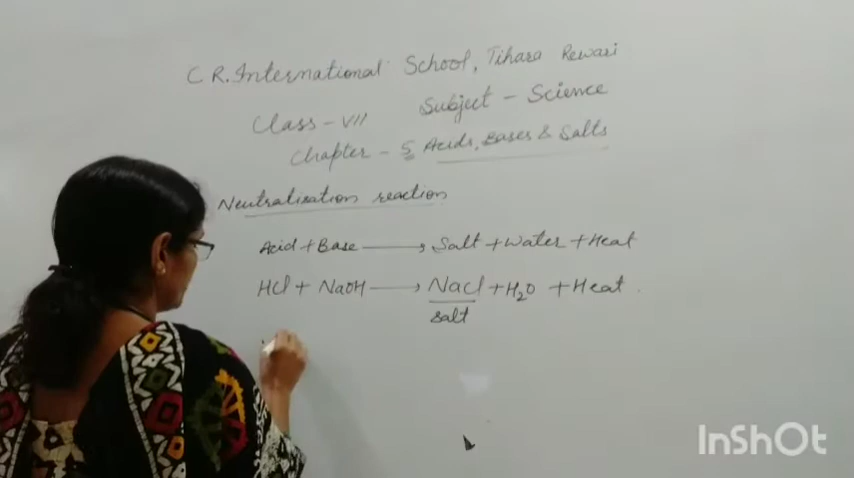 C R. International School, Tihara Rewari
Class - VII Subject - Science
Chapter - 5 Acids, Bases & Salts
Neutralization reaction
Acid + Base → Salt + Water + Heat
HCl + NaOH → NaCl + H₂O + Heat.
Salt
InShOt